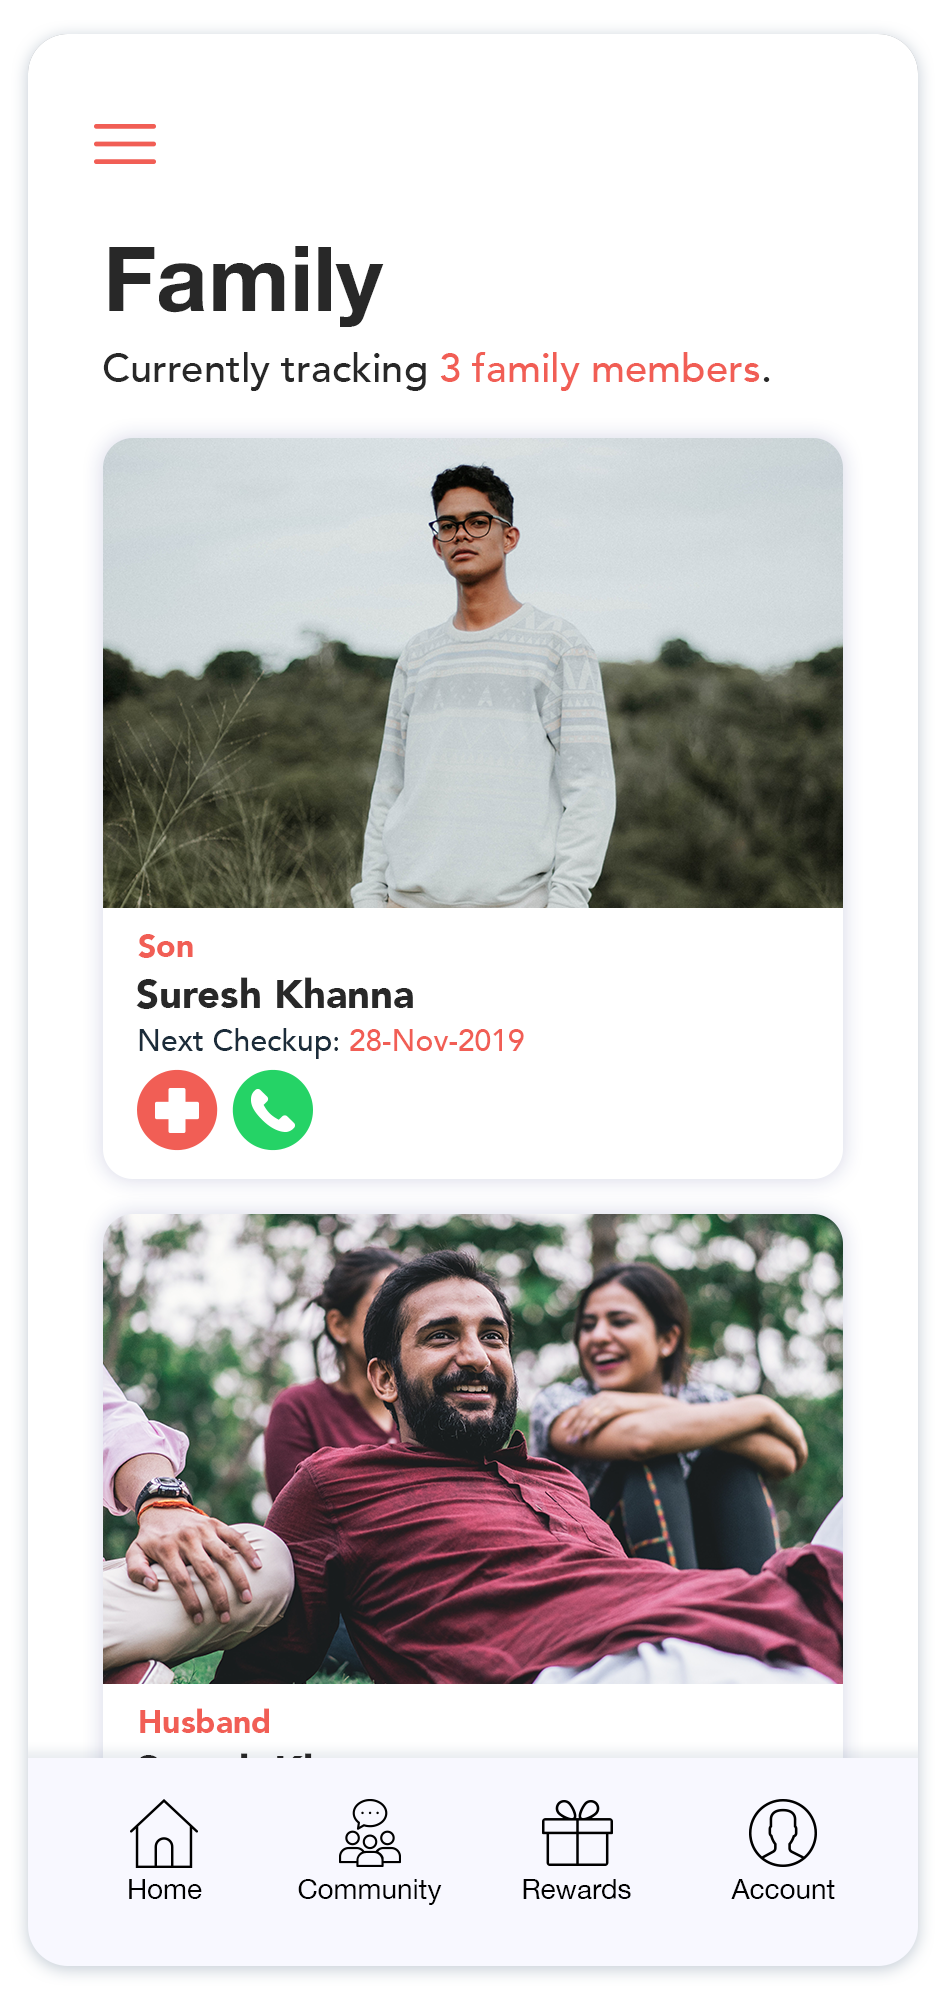 Family
Currently tracking 3 family members.
Son
Suresh Khanna
Next Checkup: 28-Nov-2019
Husband
Home
Community
Rewards
Account